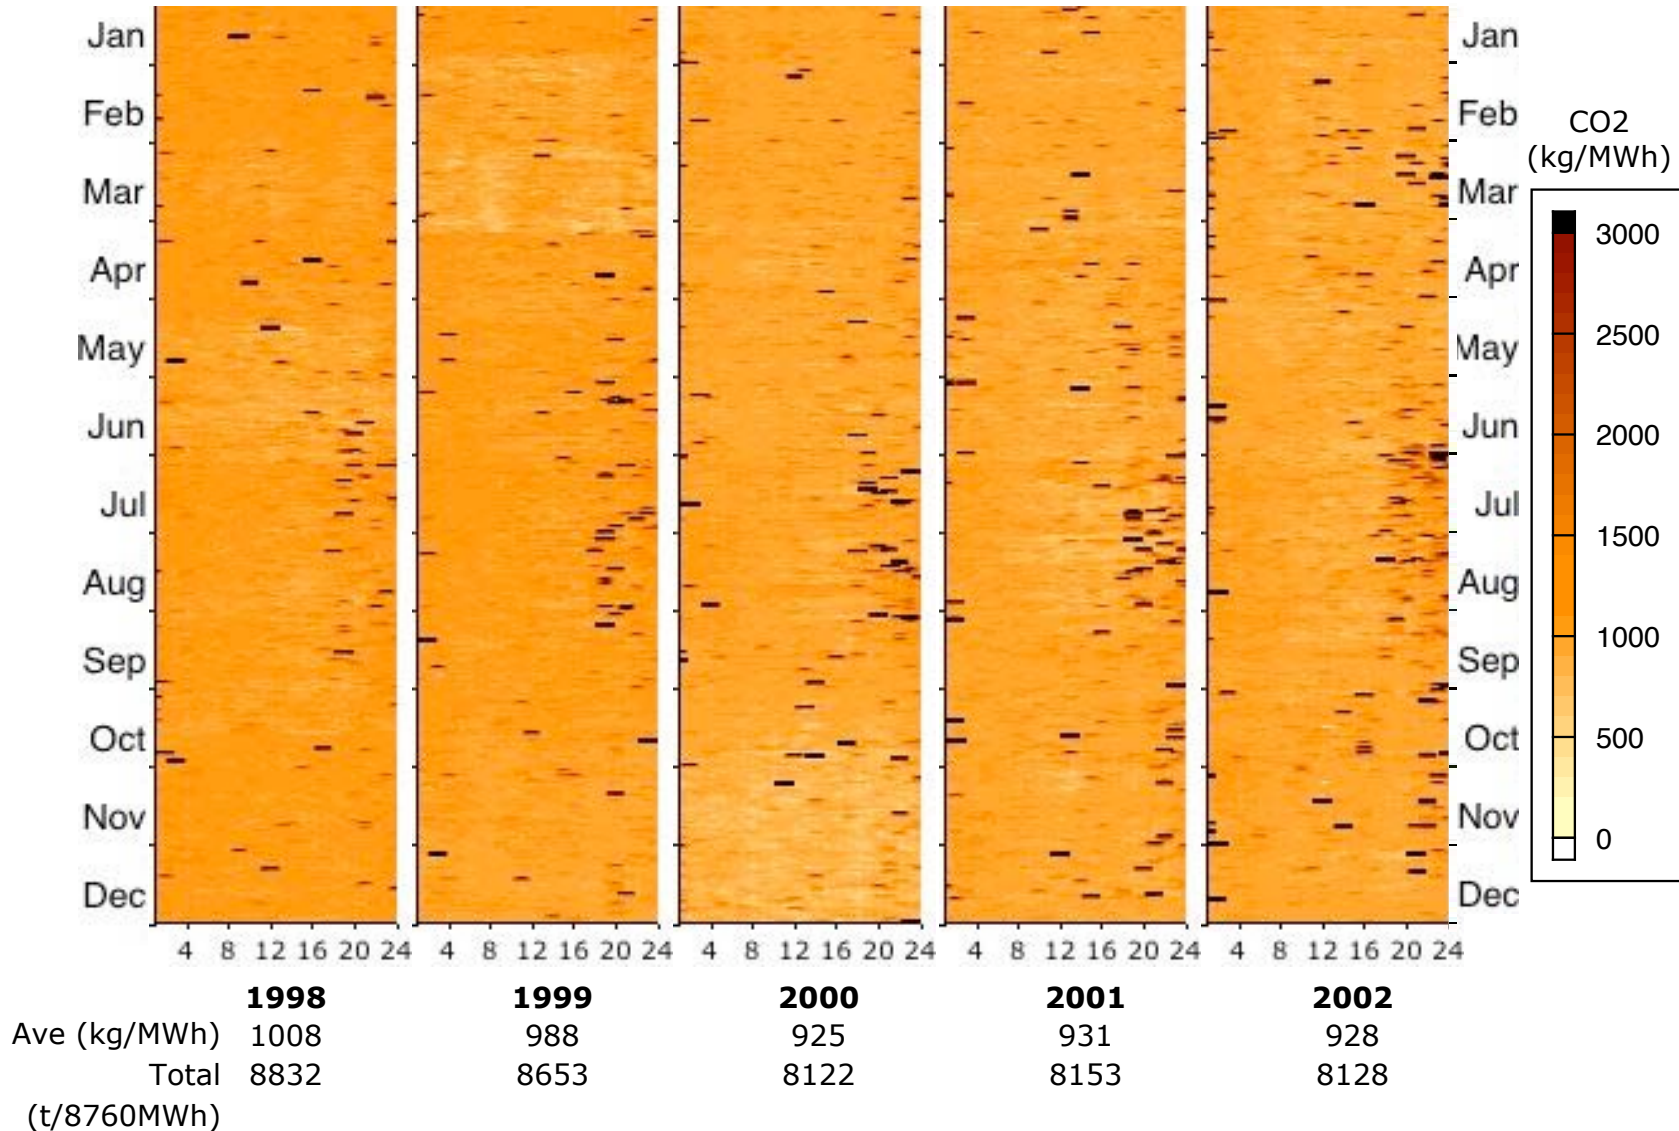 Jan
Feb
Mar
Apr
May
Jun
Jul
Aug
Sep
Oct
Nov
Dec
Jan
Feb
Mar
Apr
May
Jun
Jul
Aug
Sep
Oct
Nov
Dec
CO2
(kg/MWh)
3000
2500
2000
1500
1000
500
0
4 8 12 16 20 24 4 8 12 16 20 24 4 8 12 16 20 24 4 8 12 16 20 24 4 8 12 16 20 24
1998 1999 2000 2001 2002
Ave (kg/MWh) 1008 988 925 931 928
Total 8832 8653 8122 8153 8128
(t/8760MWh)